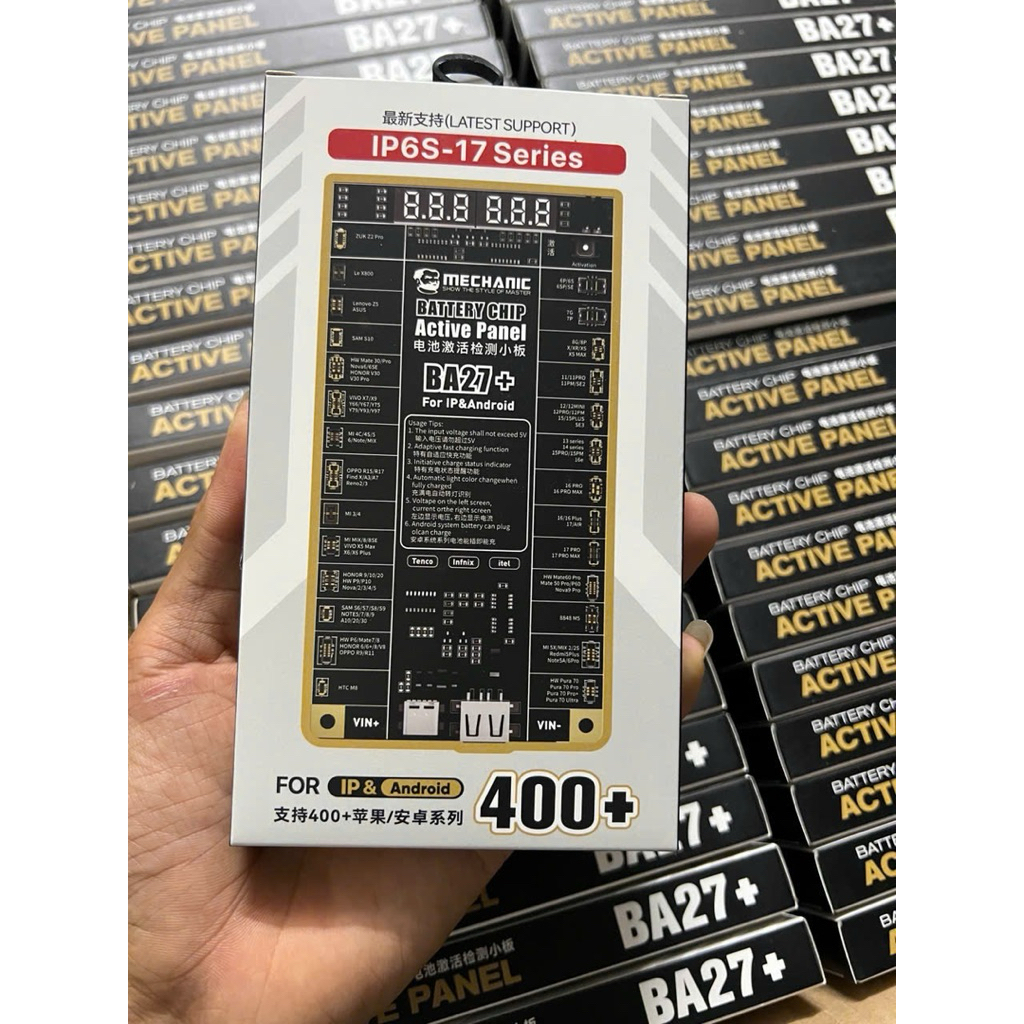 最新支持(LATEST SUPPORT)
IP6S-17 Series
8.8.8 8.8.8
激活
Activation
MECHANIC
SHOW THE STYLE OF MASTER
BATTERY CHIP
Active Panel
电池激活检测小板
BA27+
For IP&Android
Usage Tips:
1. The input voltage shall not exceed 5V
输入电压请勿超过5V
2. Adaptive fast charging function
特有自适应快充功能
3. Initiative charge status indicator
特有充电状态提醒功能
4. Automatic light color changewhen
fully charged
充满电自动转灯识别
5. Voltape on the left screen,
current orthe right screen
左边显示电压, 右边显示电流
6. Android system battery can plug
olcan charge
安卓系统系列电池能插即能充
Tenco Infnix itel
ZUK Z2 Pro
Le X800
Lenovo Z5
ASUS
SAM S10
HW Mate 30/Pro
Nova6/6SE
HONOR V30
V30 Pro
VIVO X7/X9
Y66/Y67/Y75
Y79/Y93/Y97
MI 4C/4S/5
6/Note/MIX
OPPO R15/R17
Find X/A3/A7
Reno2/3
MI 3/4
MI MIX/8/8SE
VIVO X5 Max
X6/X6 Plus
HONOR 9/10/20
HW P9/P10
Nova/2/3/4/5
SAM S6/S7/S8/S9
NOTE5/7/8/9
A10/20/30
HW P6/Mate7/8
HONOR 6/6+/8/V8
OPPO R9/R11
HTC M8
6P/6S
6SP/SE
7G
7P
8G/8P
X/XR/XS
XS MAX
11/11PRO
11PM/SE2
12/12MINI
12PRO/12PM
15/15PLUS
SE3
13 series
14 series
15PRO/15PM
16e
16 PRO
16 PRO MAX
16/16 Plus
17/AIR
17 PRO
17 PRO MAX
HW Mate60 Pro
Mate 50 Pro/P60
Nova9 Pro
8848 M5
MI 5X/MIX 2/2S
Redmi5Plus
Note5A/6Pro
HW Pura 70
Pura 70 Pro
Pura 70 Pro+
Pura 70 Ultra
VIN+
VIN-
FOR IP & Android
支持400+苹果/安卓系列
400+
BATTERY CHIP 电池激活检测小板
ACTIVE PANEL
BA27+